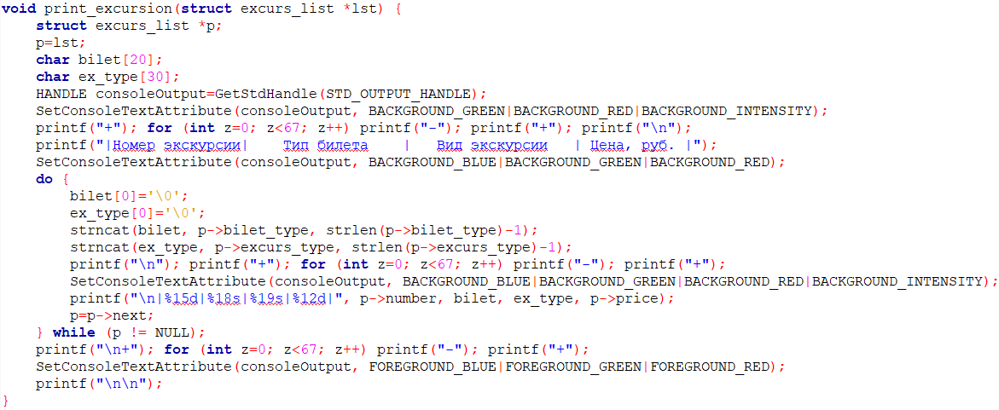 void print_excursion(struct excurs_list *lst) {
    struct excurs_list *p;
    p=lst;
    char bilet[20];
    char ex_type[30];
    HANDLE consoleOutput=GetStdHandle(STD_OUTPUT_HANDLE);
    SetConsoleTextAttribute(consoleOutput, BACKGROUND_GREEN|BACKGROUND_RED|BACKGROUND_INTENSITY);
    printf("+"); for (int z=0; z<67; z++) printf("-"); printf("+"); printf("\n");
    printf("|Номер экскурсии|    Тип билета    |   Вид экскурсии   | Цена, руб. |");
    SetConsoleTextAttribute(consoleOutput, BACKGROUND_BLUE|BACKGROUND_GREEN|BACKGROUND_RED);
    do {
        bilet[0]='\0';
        ex_type[0]='\0';
        strncat(bilet, p->bilet_type, strlen(p->bilet_type)-1);
        strncat(ex_type, p->excurs_type, strlen(p->excurs_type)-1);
        printf("\n"); printf("+"); for (int z=0; z<67; z++) printf("-"); printf("+");
        SetConsoleTextAttribute(consoleOutput, BACKGROUND_BLUE|BACKGROUND_GREEN|BACKGROUND_RED|BACKGROUND_INTENSITY);
        printf("\n|%15d|%18s|%19s|%12d|", p->number, bilet, ex_type, p->price);
        p=p->next;
    } while (p != NULL);
    printf("\n+"); for (int z=0; z<67; z++) printf("-"); printf("+");
    SetConsoleTextAttribute(consoleOutput, FOREGROUND_BLUE|FOREGROUND_GREEN|FOREGROUND_RED);
    printf("\n\n");
}